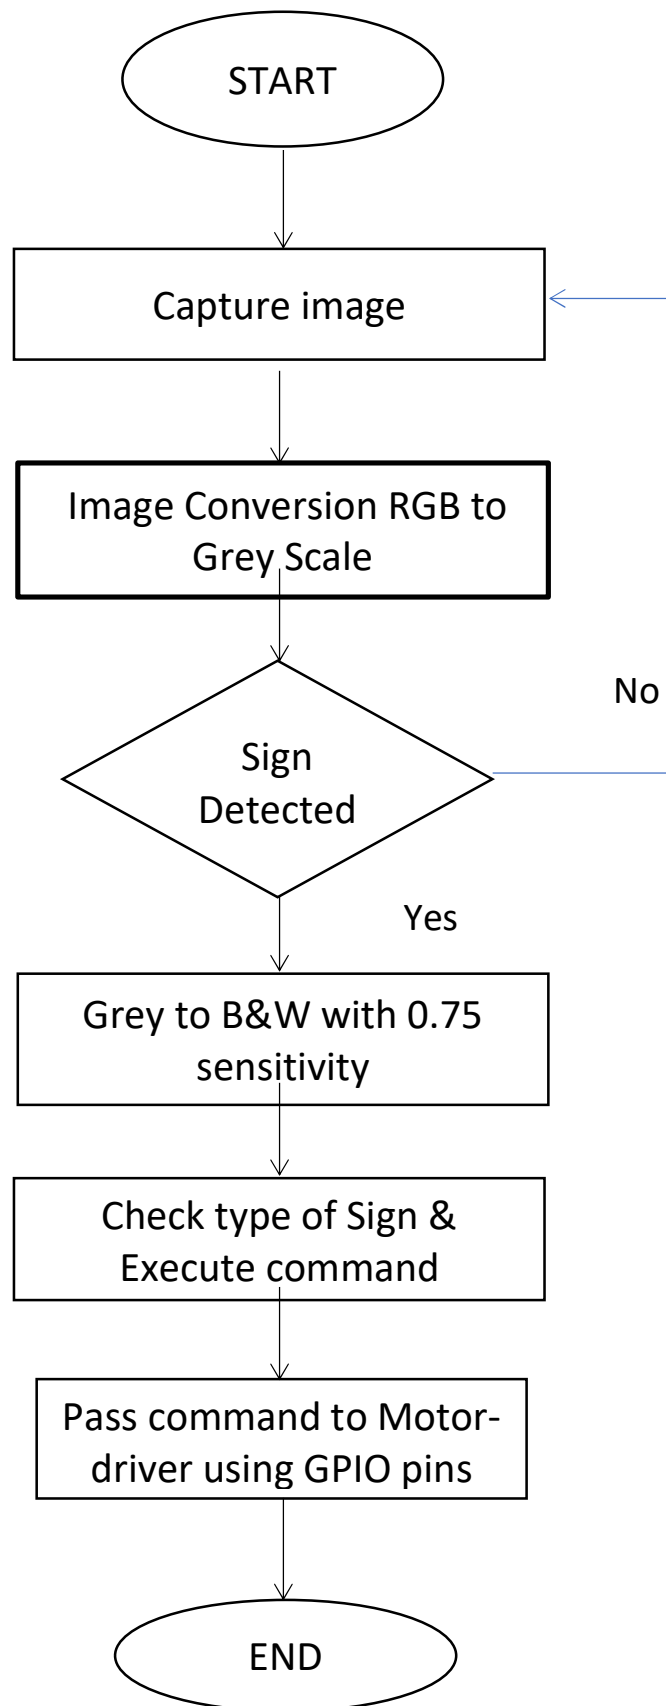 START
Capture image
Image Conversion RGB to
Grey Scale
No
Sign
Detected
Yes
Grey to B&W with 0.75
sensitivity
Check type of Sign &
Execute command
Pass command to Motor-
driver using GPIO pins
END